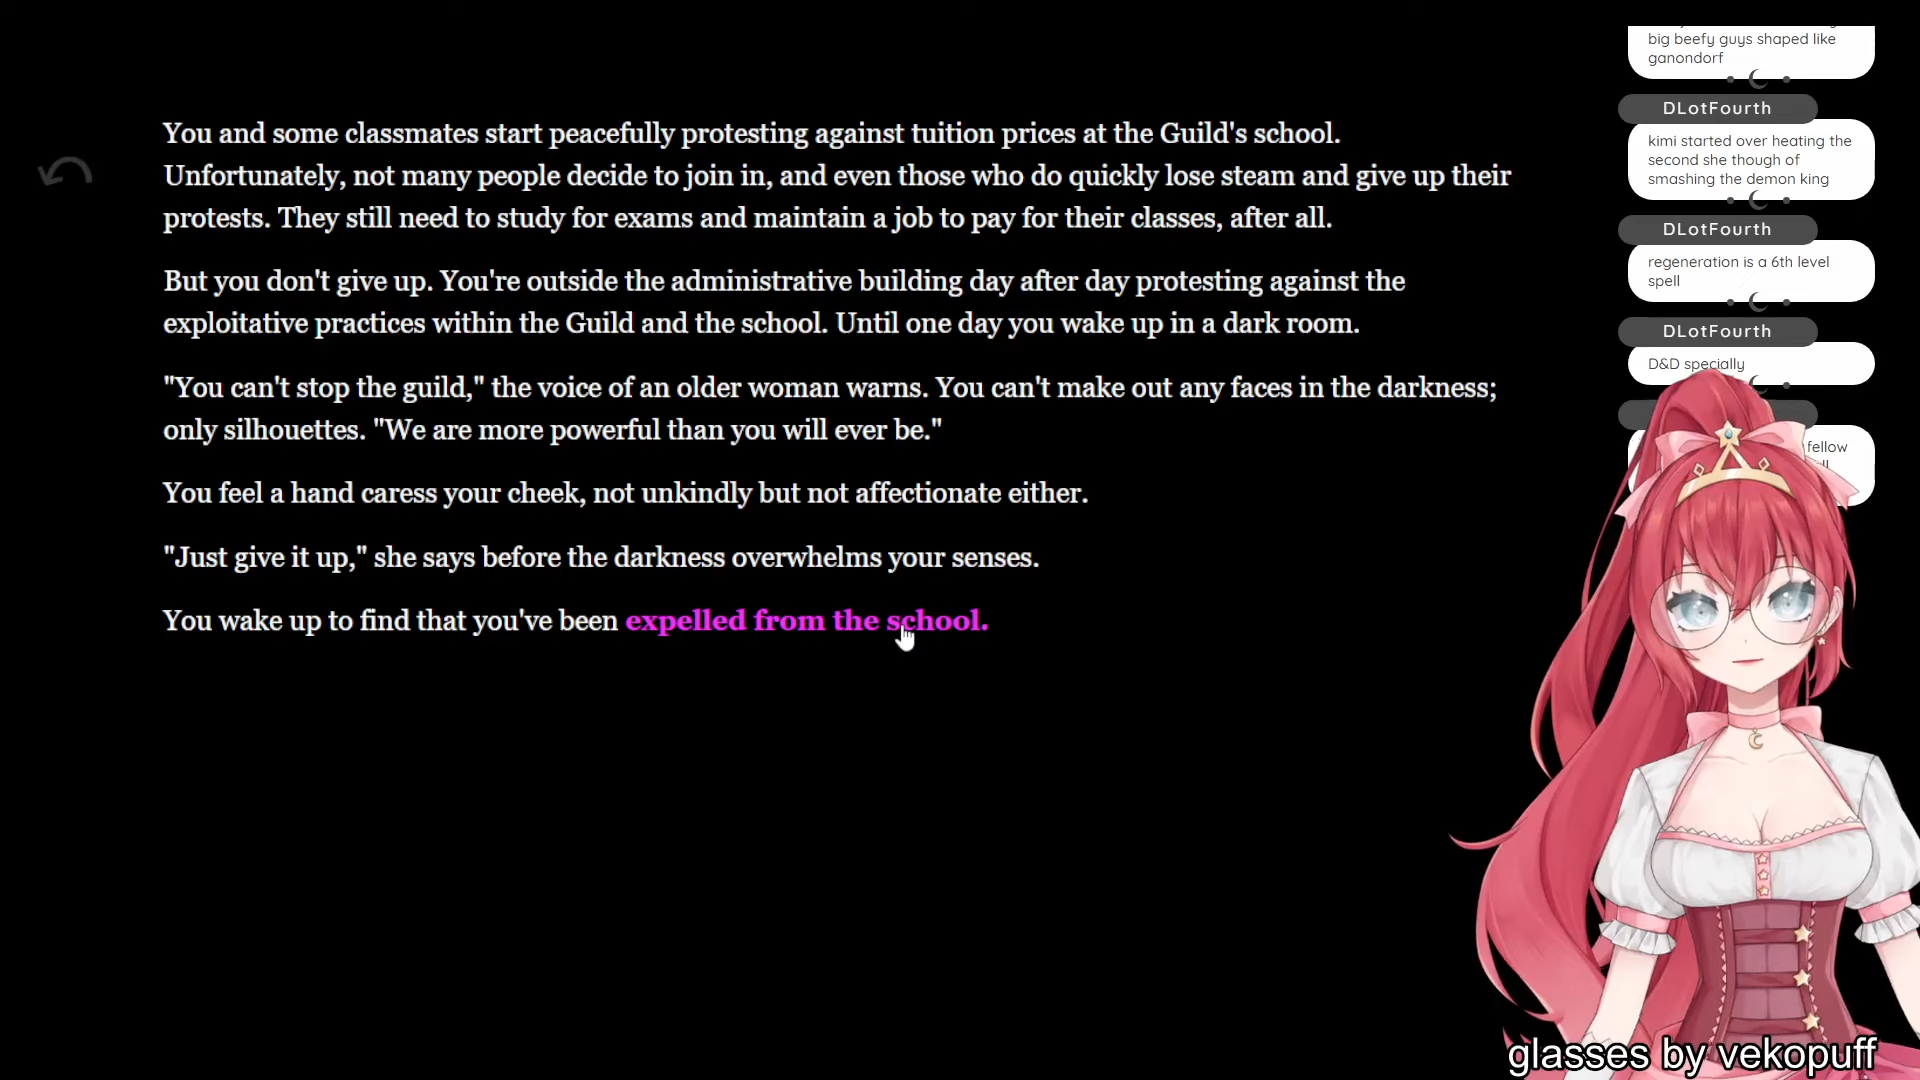 You and some classmates start peacefully protesting against tuition prices at the Guild's school.
Unfortunately, not many people decide to join in, and even those who do quickly lose steam and give up their
protests. They still need to study for exams and maintain a job to pay for their classes, after all.
But you don't give up. You're outside the administrative building day after day protesting against the
exploitative practices within the Guild and the school. Until one day you wake up in a dark room.
"You can't stop the guild," the voice of an older woman warns. You can't make out any faces in the darkness;
only silhouettes. "We are more powerful than you will ever be."
You feel a hand caress your cheek, not unkindly but not affectionate either.
"Just give it up," she says before the darkness overwhelms your senses.
You wake up to find that you've been expelled from the school.
big beefy guys shaped like
ganondorf
DLotFourth
kimi started over heating the
second she though of
smashing the demon king
DLotFourth
regeneration is a 6th level
spell
DLotFourth
D&D specially
fellow
glasses by vekopuff